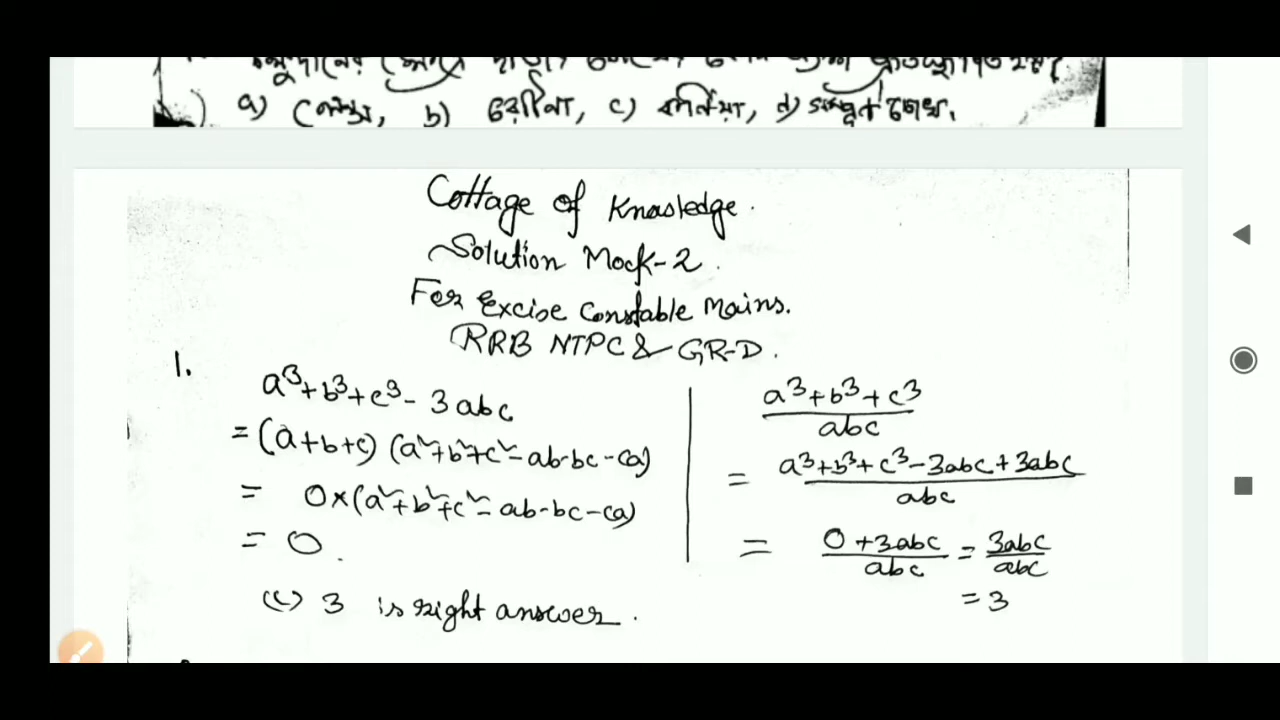 a) লেন্স, b) রেটিনা, c) কর্নিয়া, d) সম্পূর্ণ চোখ.
Cottage of Knowledge.
Solution Mock-2.
For Excise Constable Mains.
RRB NTPC & GR-D.
1.
a³+b³+c³-3abc
=(a+b+c) (a²+b²+c²-ab-bc-ca)
= 0×(a²+b²+c²-ab-bc-ca)
= 0.
(c) 3 is right answer.
a³+b³+c³
abc
= a³+b³+c³-3abc+3abc
abc
= 0+3abc = 3abc
abc abc
= 3